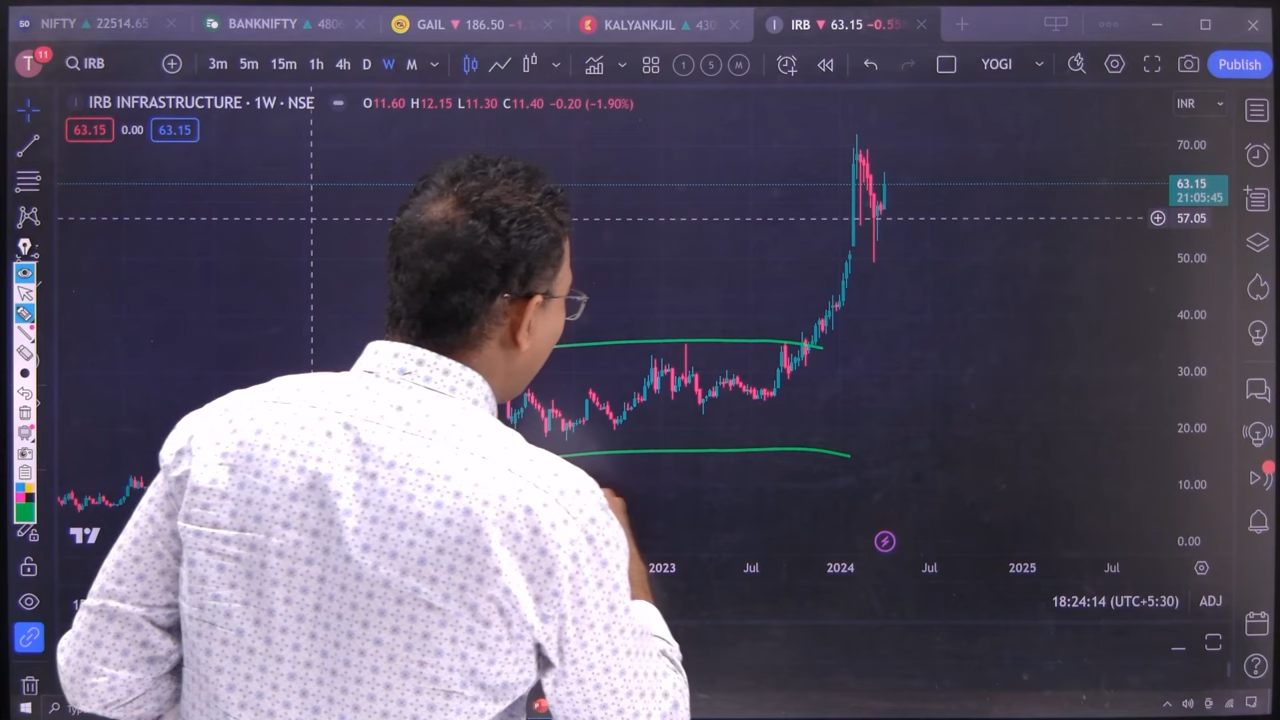 50 NIFTY ▲ 22514.65
BANKNIFTY ▲ 480
GAIL ▼ 186.50 −1.
KALYANKJIL ▲ 430
I IRB ▼ 63.15 −0.55
T 11 IRB 3m 5m 15m 1h 4h D W M 1 5 M YOGI Publish
I IRB INFRASTRUCTURE · 1W · NSE O11.60 H12.15 L11.30 C11.40 −0.20 (−1.90%) INR
63.15 0.00 63.15
70.00
63.15
21:05:45
57.05
50.00
40.00
30.00
20.00
10.00
0.00
2023 Jul 2024 Jul 2025 Jul
18:24:14 (UTC+5:30) ADJ